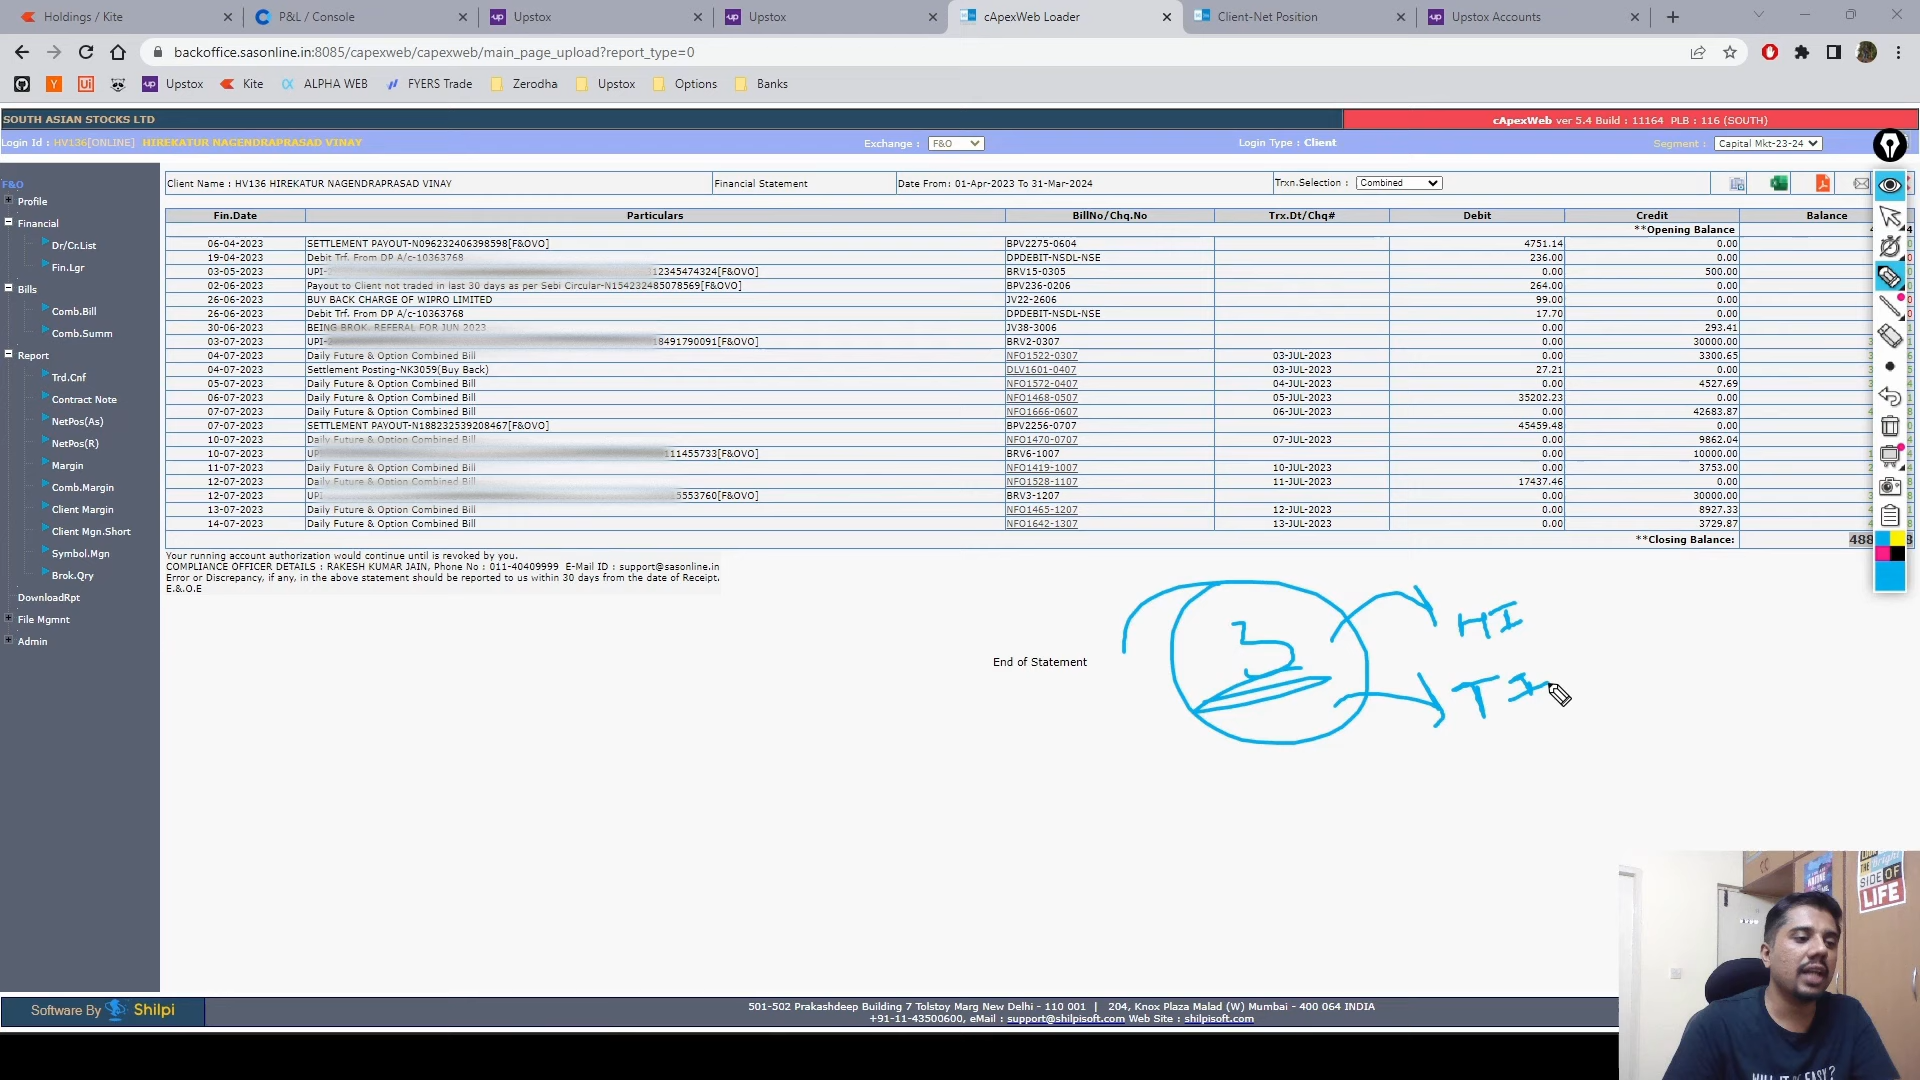 Holdings / Kite
P&L / Console
Upstox
Upstox
cApexWeb Loader
Client-Net Position
Upstox Accounts
backoffice.sasonline.in:8085/capexweb/capexweb/main_page_upload?report_type=0
Upstox Kite ALPHA WEB FYERS Trade Zerodha Upstox Options Banks
SOUTH ASIAN STOCKS LTD
cApexWeb ver 5.4 Build : 11164 PLB : 116 (SOUTH)
Login Id : HV136[ONLINE] HIREKATUR NAGENDRAPRASAD VINAY Exchange : F&O Login Type : Client Segment : Capital Mkt-23-24
F&O
Profile
Financial
Dr/Cr.List
Fin.Lgr
Bills
Comb.Bill
Comb.Summ
Report
Trd.Cnf
Contract Note
NetPos(As)
NetPos(R)
Margin
Comb.Margin
Client Margin
Client Mgn.Short
Symbol.Mgn
Brok.Qry
DownloadRpt
File Mgmnt
Admin
Client Name : HV136 HIREKATUR NAGENDRAPRASAD VINAY Financial Statement Date From: 01-Apr-2023 To 31-Mar-2024 Trxn.Selection : Combined
Fin.Date Particulars BillNo/Chq.No Trx.Dt/Chq# Debit Credit Balance
**Opening Balance
06-04-2023 SETTLEMENT PAYOUT-N096232406398598[F&OVO] BPV2275-0604 4751.14 0.00
19-04-2023 Debit Trf. From DP A/c-10363768 DPDEBIT-NSDL-NSE 236.00 0.00
03-05-2023 UPI- 12345474324[F&OVO] BRV15-0305 0.00 500.00
02-06-2023 Payout to Client not traded in last 30 days as per Sebi Circular-N154232485078569[F&OVO] BPV236-0206 264.00 0.00
26-06-2023 BUY BACK CHARGE OF WIPRO LIMITED JV22-2606 99.00 0.00
26-06-2023 Debit Trf. From DP A/c-10363768 DPDEBIT-NSDL-NSE 17.70 0.00
30-06-2023 BEING BROK. REFERAL FOR JUN 2023 JV38-3006 0.00 293.41
03-07-2023 UPI- 18491790091[F&OVO] BRV2-0307 0.00 30000.00
04-07-2023 Daily Future & Option Combined Bill NFO1522-0307 03-JUL-2023 0.00 3300.65
04-07-2023 Settlement Posting-NK3059(Buy Back) DLV1601-0407 03-JUL-2023 27.21 0.00
05-07-2023 Daily Future & Option Combined Bill NFO1572-0407 04-JUL-2023 0.00 4527.69
06-07-2023 Daily Future & Option Combined Bill NFO1468-0507 05-JUL-2023 35202.23 0.00
07-07-2023 Daily Future & Option Combined Bill NFO1666-0607 06-JUL-2023 0.00 42683.87
07-07-2023 SETTLEMENT PAYOUT-N188232539208467[F&OVO] BPV2256-0707 45459.48 0.00
10-07-2023 Daily Future & Option Combined Bill NFO1470-0707 07-JUL-2023 0.00 9862.04
10-07-2023 UP 111455733[F&OVO] BRV6-1007 0.00 10000.00
11-07-2023 Daily Future & Option Combined Bill NFO1419-1007 10-JUL-2023 0.00 3753.00
12-07-2023 Daily Future & Option Combined Bill NFO1528-1107 11-JUL-2023 17437.46 0.00
12-07-2023 UPI 5553760[F&OVO] BRV3-1207 0.00 30000.00
13-07-2023 Daily Future & Option Combined Bill NFO1465-1207 12-JUL-2023 0.00 8927.33
14-07-2023 Daily Future & Option Combined Bill NFO1642-1307 13-JUL-2023 0.00 3729.87
**Closing Balance: 488
Your running account authorization would continue until is revoked by you.
COMPLIANCE OFFICER DETAILS : RAKESH KUMAR JAIN, Phone No : 011-40409999 E-Mail ID : support@sasonline.in
Error or Discrepancy, if any, in the above statement should be reported to us within 30 days from the date of Receipt.
E.&.O.E
3
HI
TI
End of Statement
SIDE OF
LIFE
Software By Shilpi
501-502 Prakashdeep Building 7 Tolstoy Marg New Delhi - 110 001 | 204, Knox Plaza Malad (W) Mumbai - 400 064 INDIA
+91-11-43500600, eMail : support@shilpisoft.com Web Site : shilpisoft.com